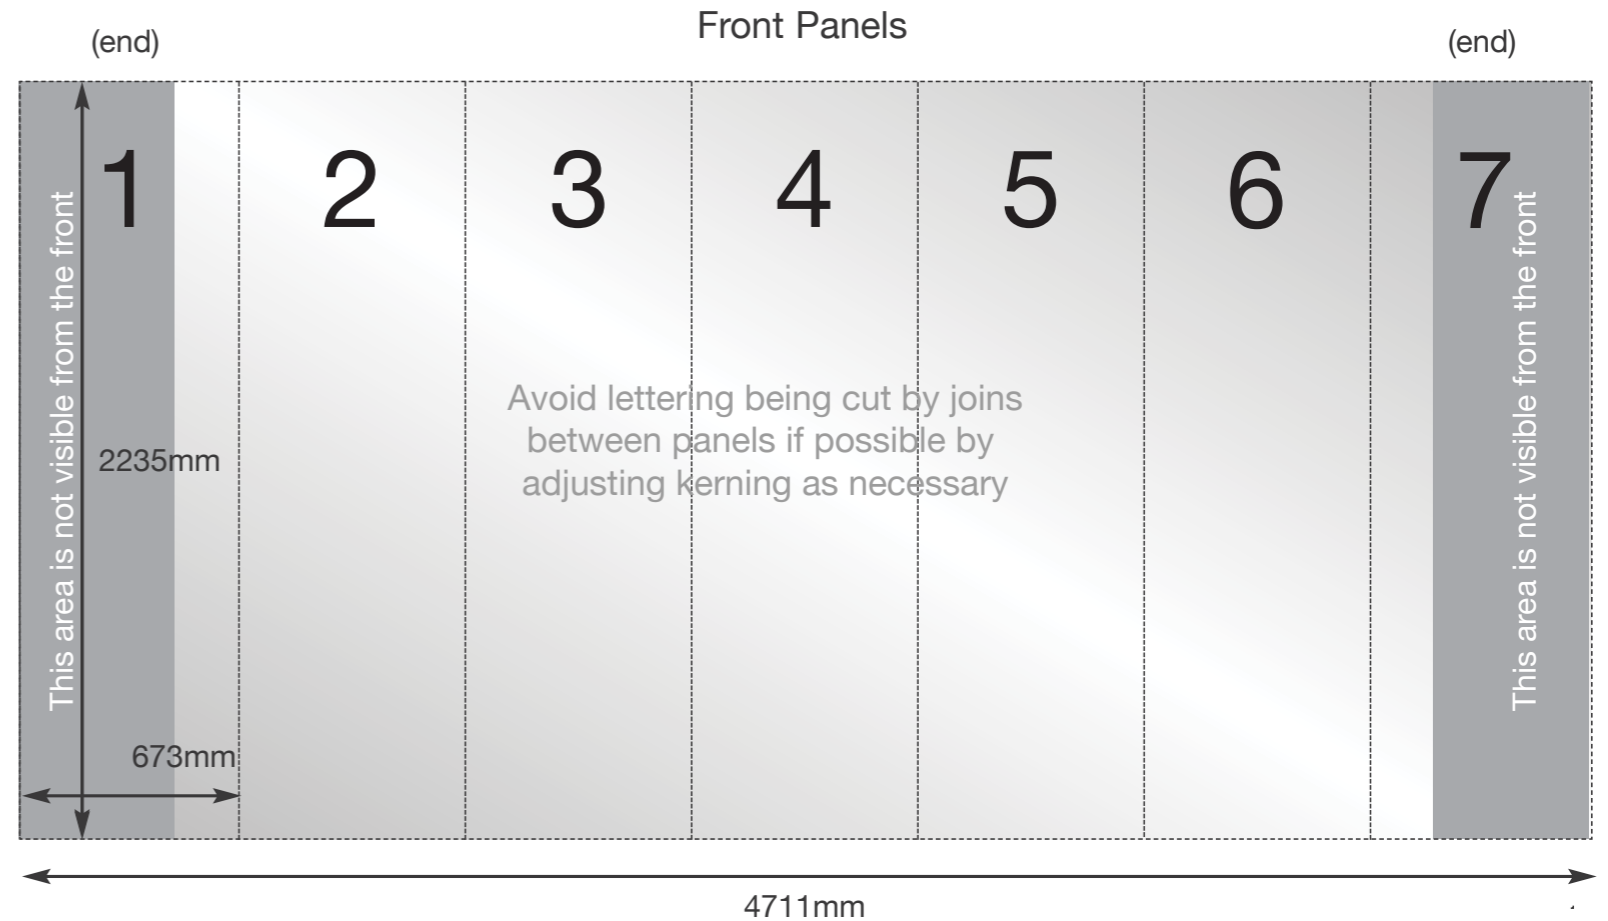 Front Panels
(end)
(end)
1
2
3
4
5
6
7
This area is not visible from the front
This area is not visible from the front
Avoid lettering being cut by joins
between panels if possible by
adjusting kerning as necessary
2235mm
673mm
4711mm